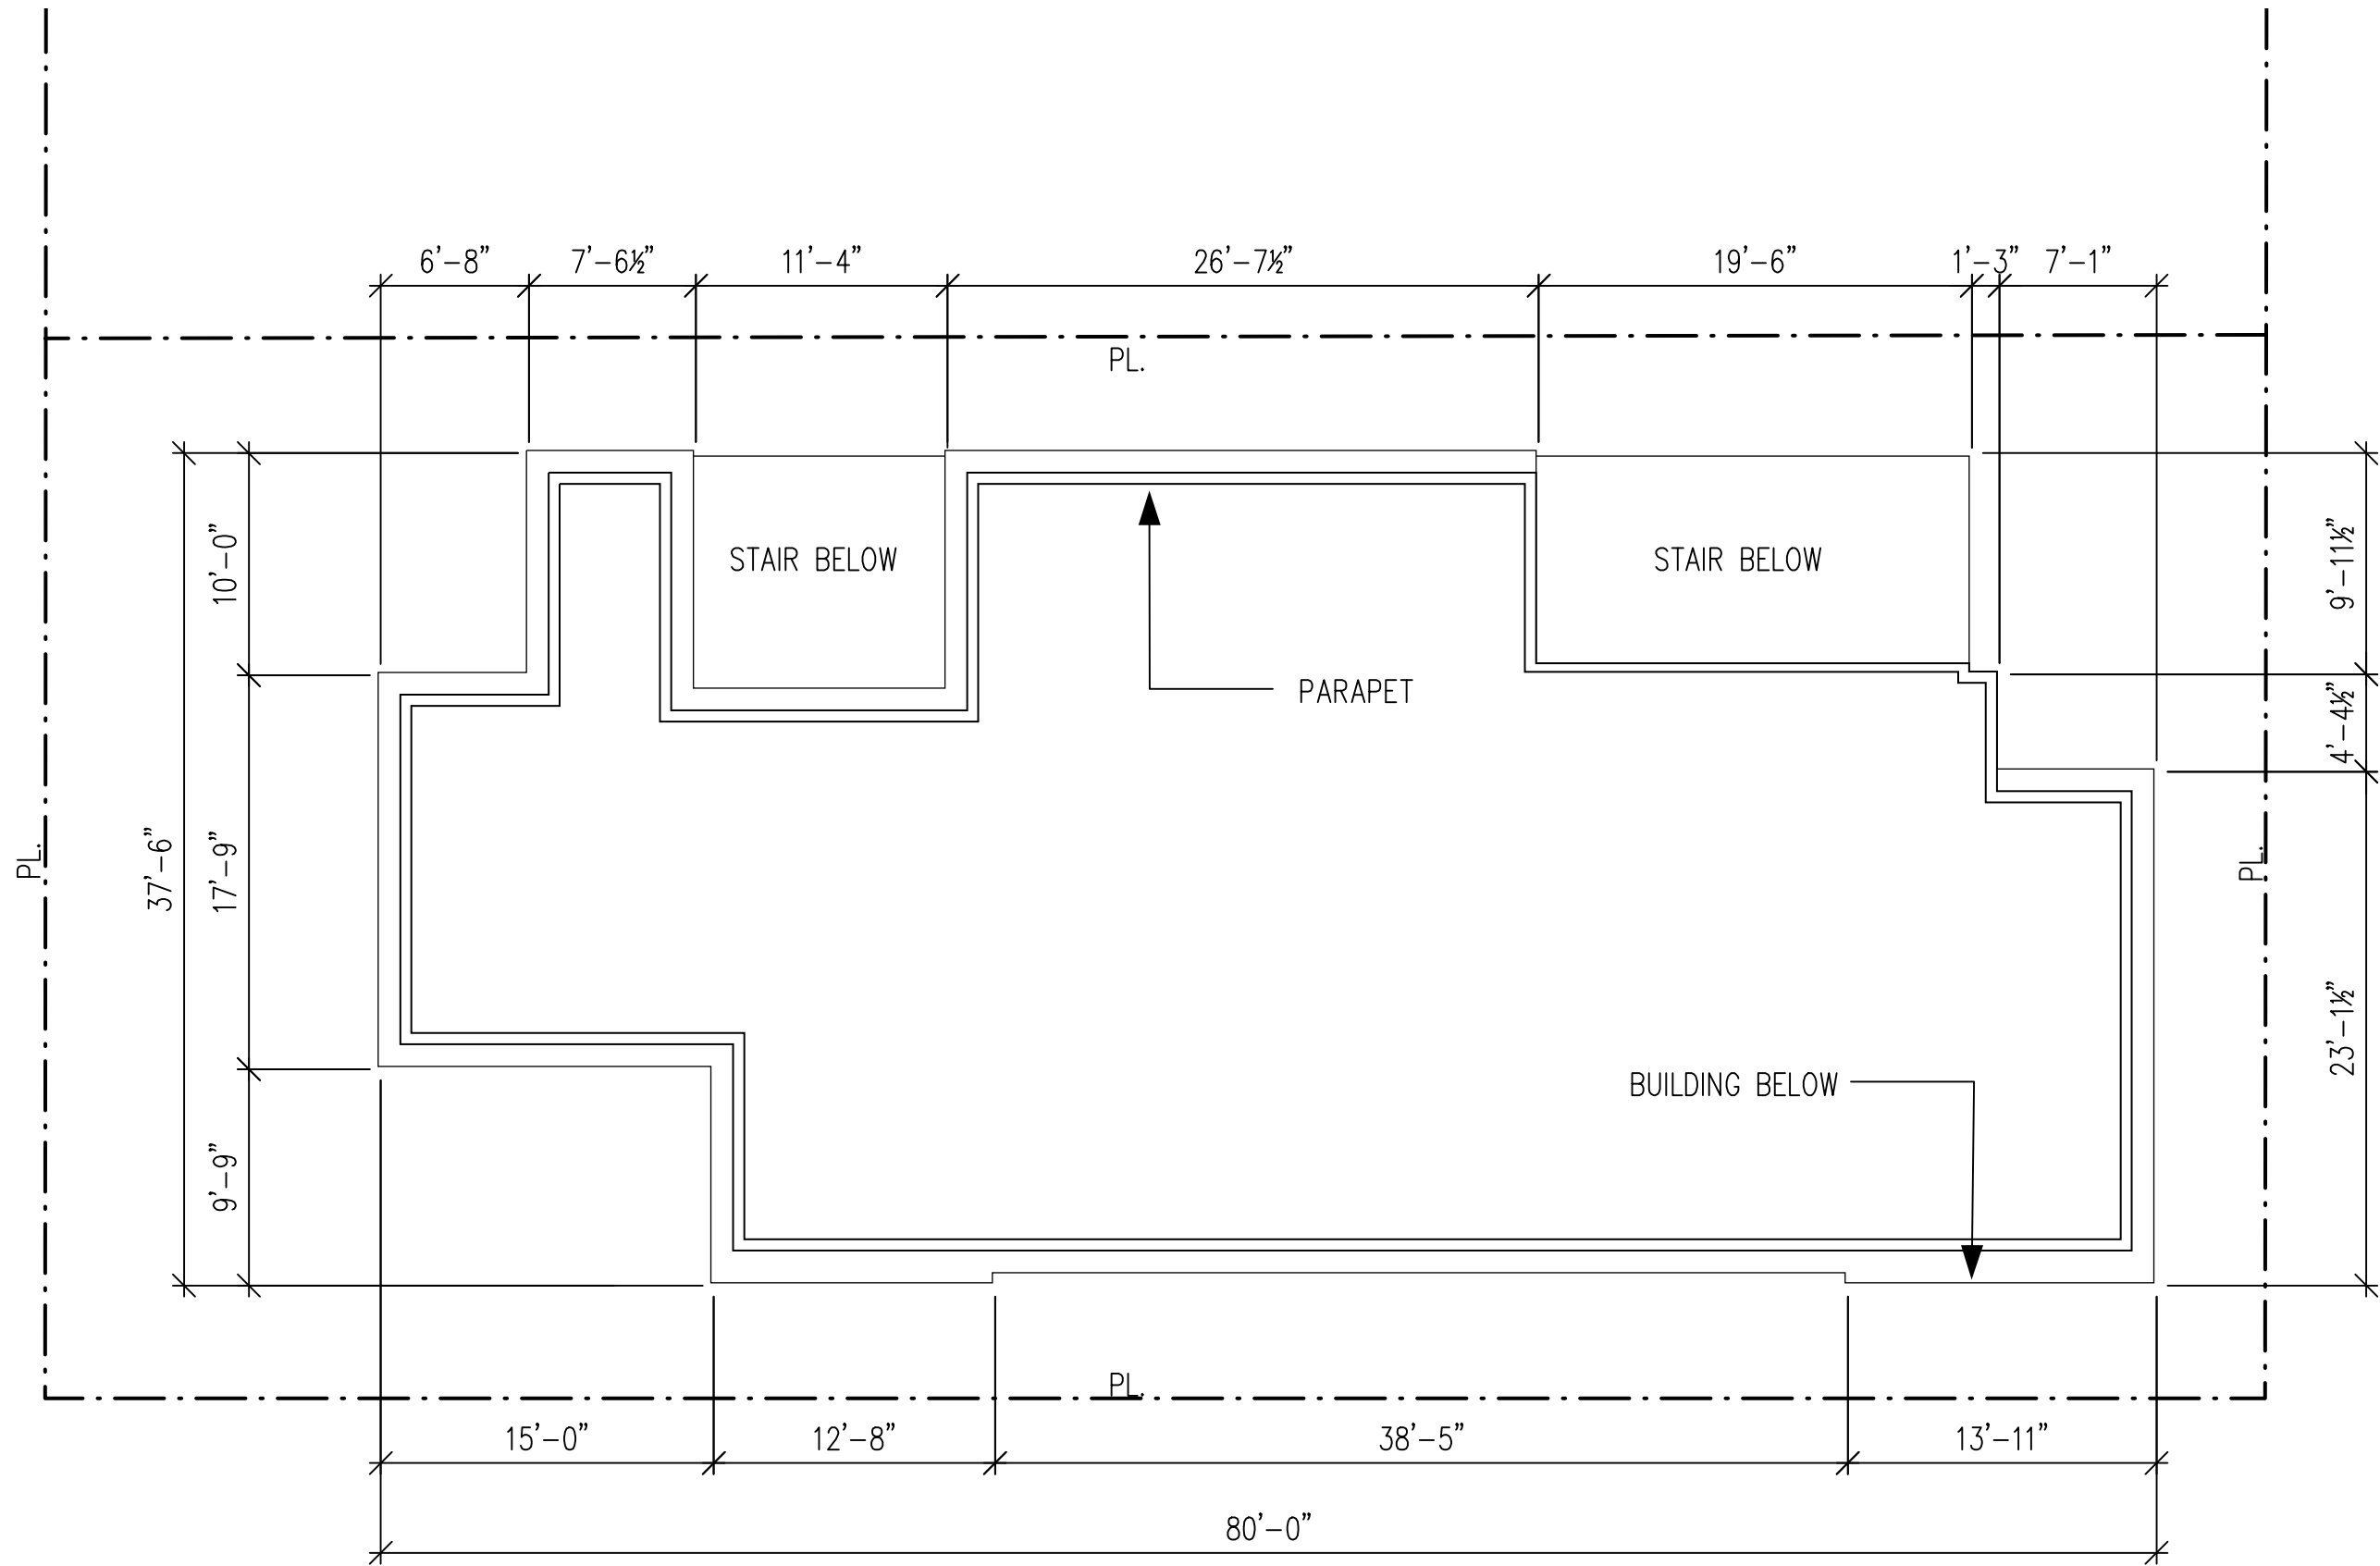 6'-8" 7'-6½" 11'-4" 26'-7½" 19'-6" 1'-3" 7'-1"
PL.
10'-0"
9'-11½"
STAIR BELOW
STAIR BELOW
PARAPET
4'-4½"
37'-6"
17'-9"
PL.
PL.
23'-1½"
BUILDING BELOW
9'-9"
PL.
15'-0" 12'-8" 38'-5" 13'-11"
80'-0"